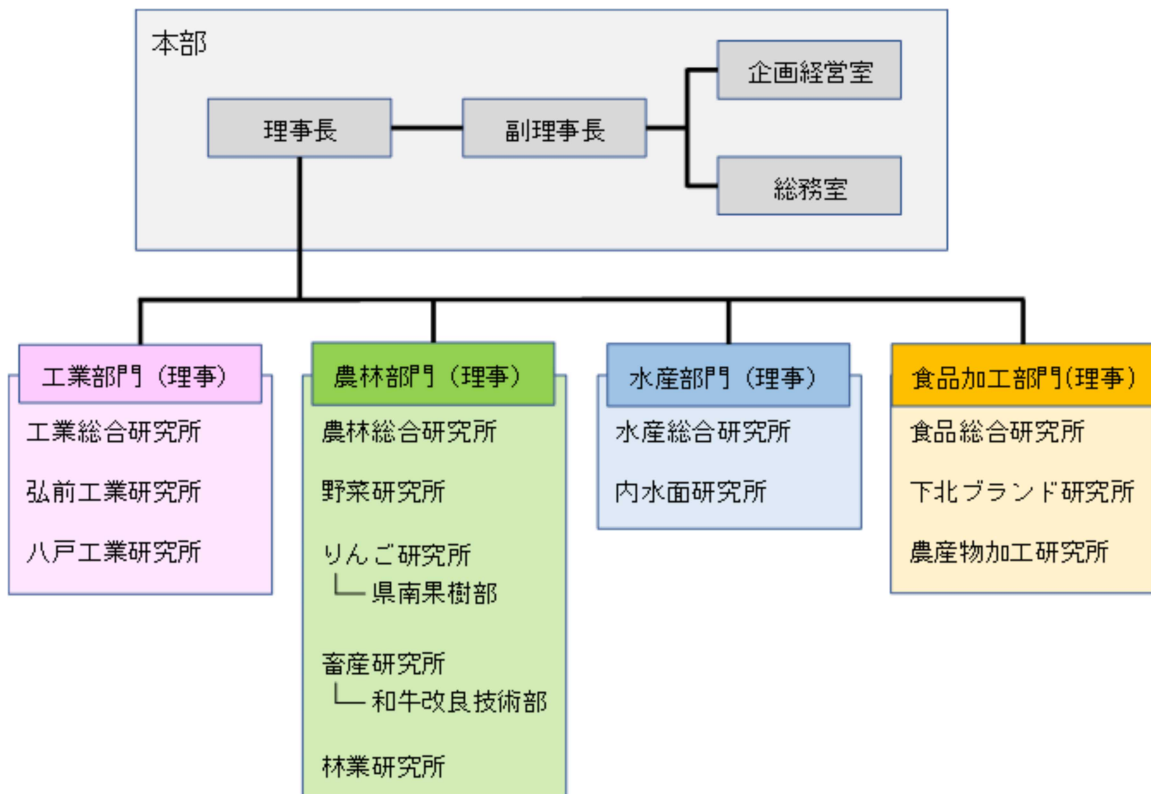 本部
企画経営室
理事長
副理事長
総務室
工業部門（理事）
工業総合研究所
弘前工業研究所
八戸工業研究所
農林部門（理事）
農林総合研究所
野菜研究所
りんご研究所
県南果樹部
畜産研究所
和牛改良技術部
林業研究所
水産部門（理事）
水産総合研究所
内水面研究所
食品加工部門(理事)
食品総合研究所
下北ブランド研究所
農産物加工研究所